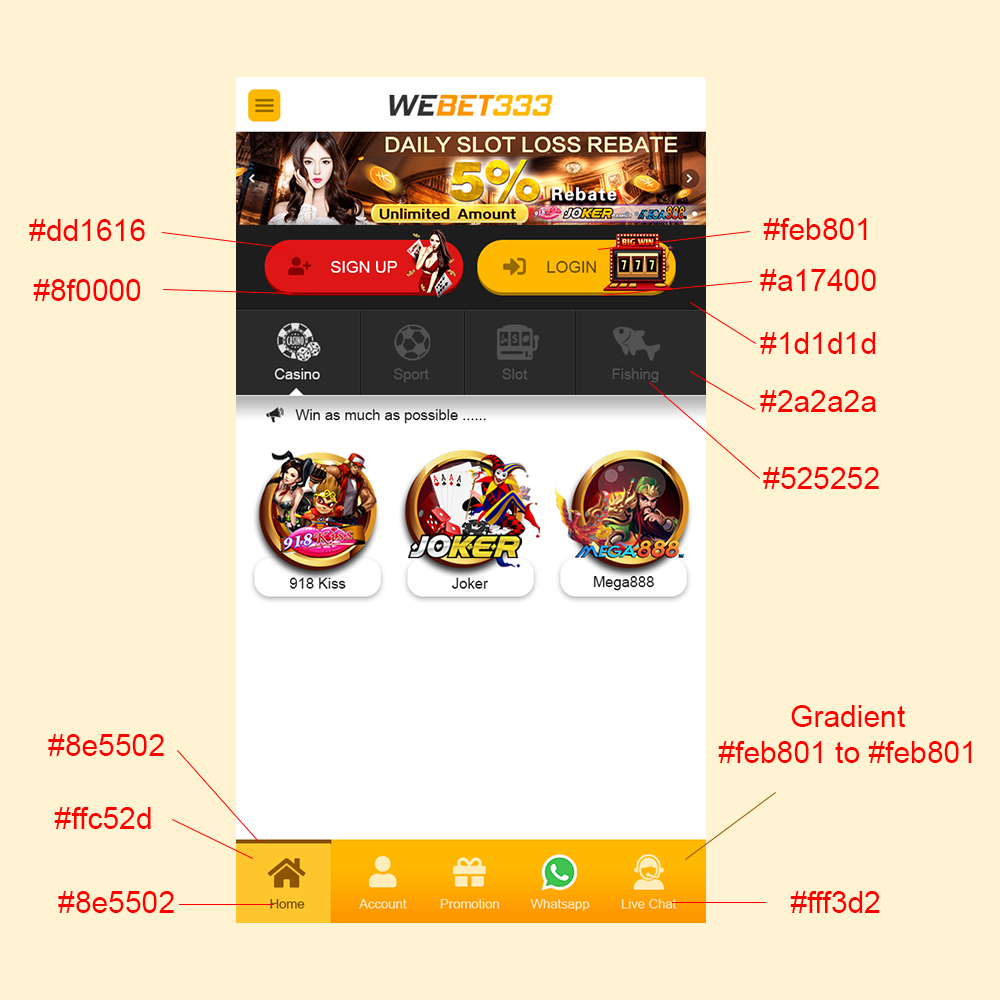 WEBET333
DAILY SLOT LOSS REBATE
5%
Rebate
Unlimited Amount
JOKER
MEGA888
#dd1616
#feb801
BIG WIN
SIGN UP
LOGIN
777
#8f0000
#a17400
#1d1d1d
CASINO
Casino
Sport
Slot
Fishing
#2a2a2a
Win as much as possible ......
#525252
918Kiss
JOKER
MEGA888
918 Kiss
Joker
Mega888
Gradient
#feb801 to #feb801
#8e5502
#ffc52d
#8e5502
Home
Account
Promotion
Whatsapp
Live Chat
#fff3d2